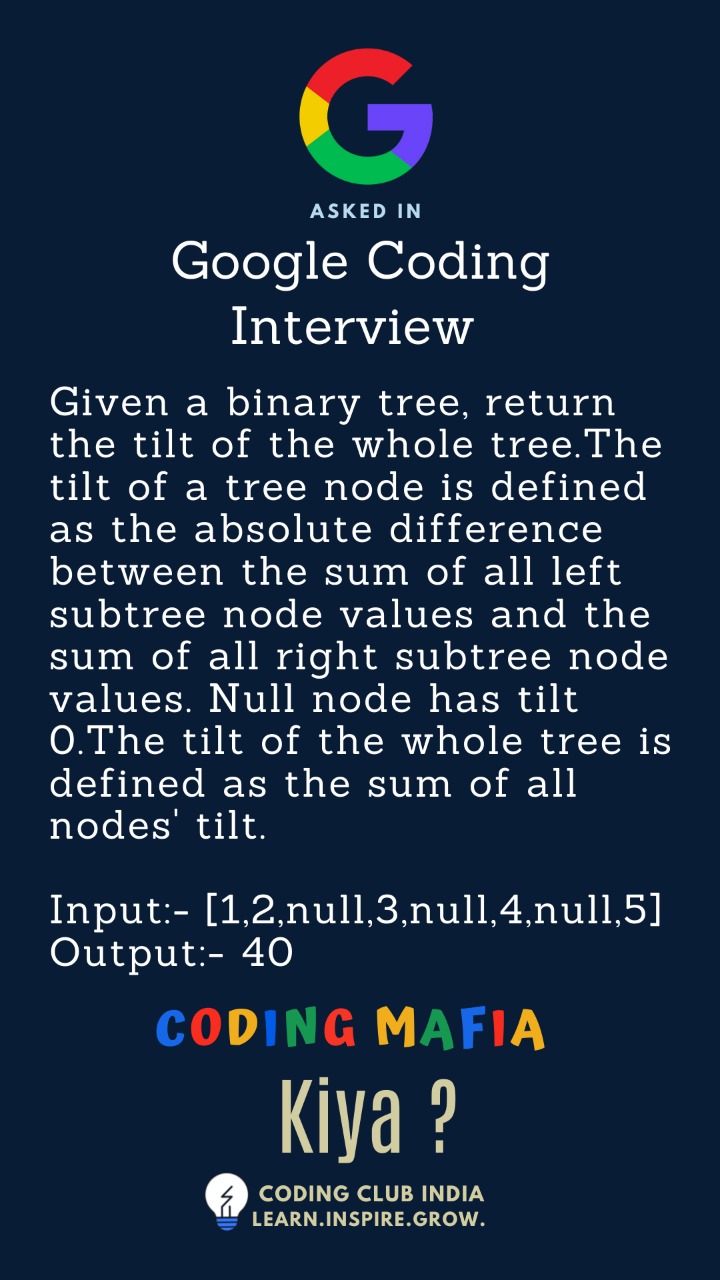 ASKED IN
Google Coding
Interview
Given a binary tree, return
the tilt of the whole tree.The
tilt of a tree node is defined
as the absolute difference
between the sum of all left
subtree node values and the
sum of all right subtree node
values. Null node has tilt
0.The tilt of the whole tree is
defined as the sum of all
nodes' tilt.
Input:- [1,2,null,3,null,4,null,5]
Output:- 40
CODING MAFIA
Kiya ?
CODING CLUB INDIA
LEARN.INSPIRE.GROW.